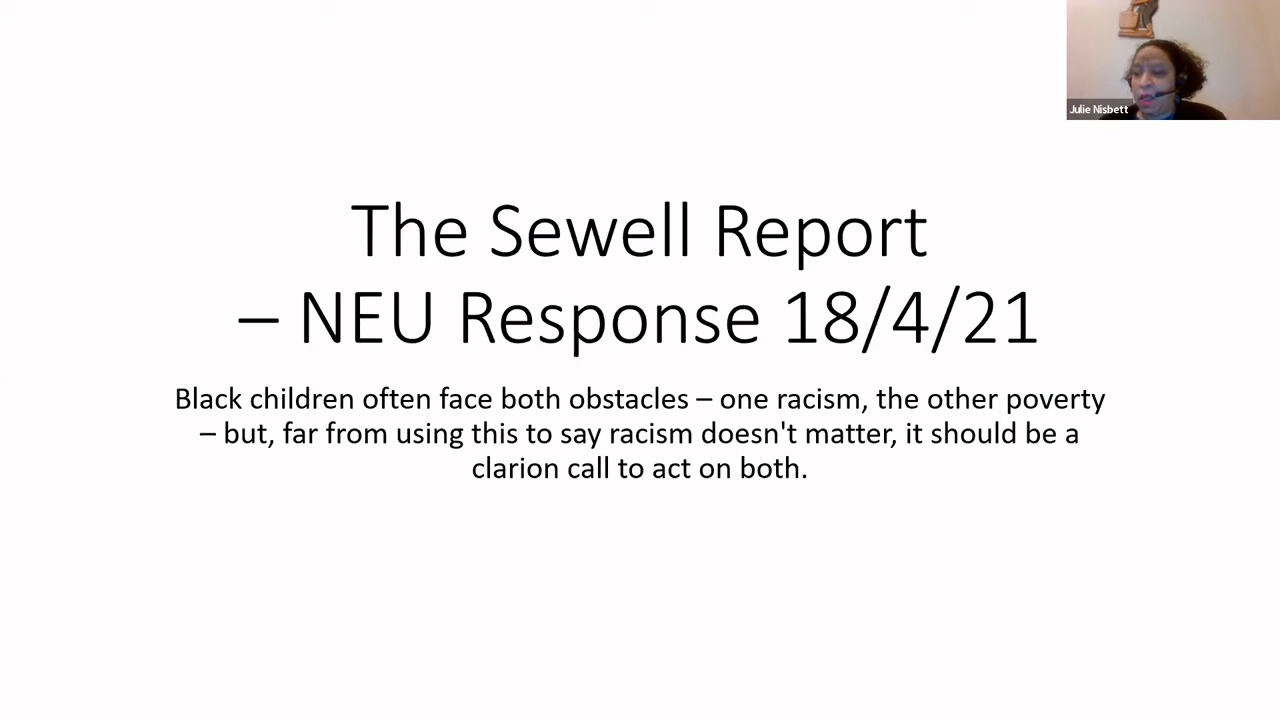 Julie Nisbett
The Sewell Report
– NEU Response 18/4/21
Black children often face both obstacles – one racism, the other poverty
– but, far from using this to say racism doesn't matter, it should be a
clarion call to act on both.